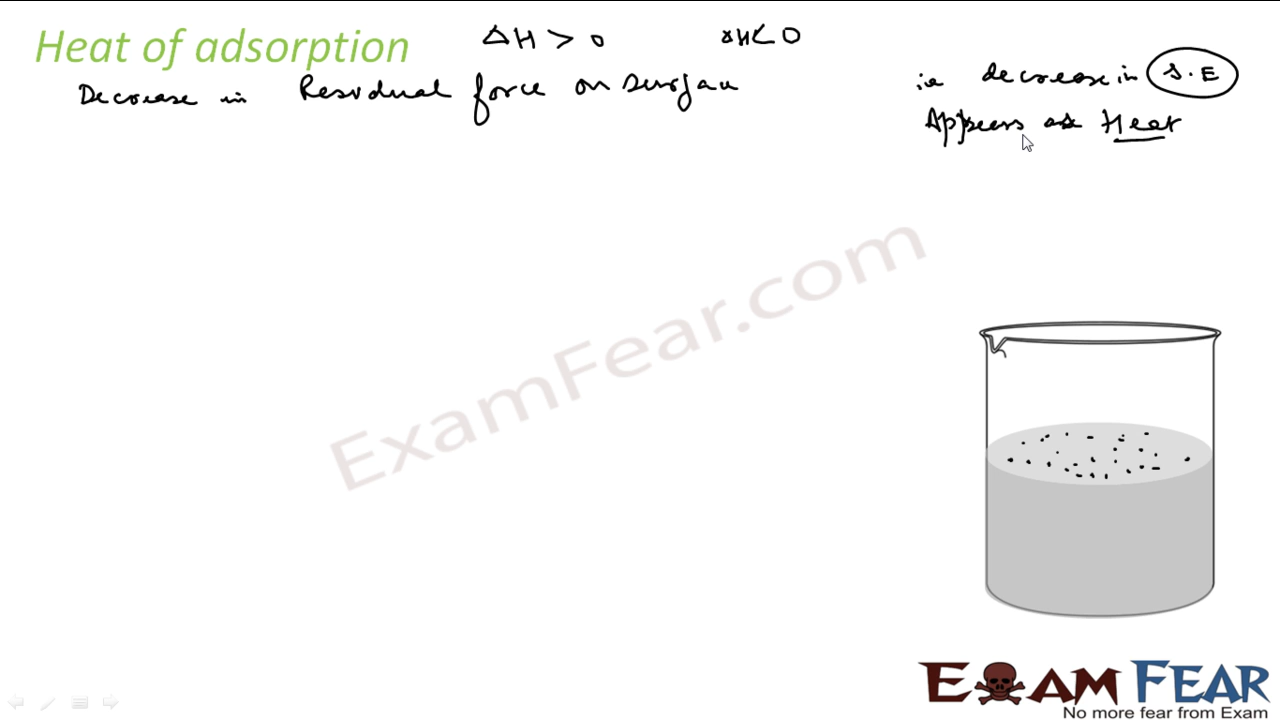 Heat of adsorption
ΔH > 0
ΔH < 0
Decrease in Residual force on surface
ie decrease in S.E
Appears as Heat
ExamFear.com
EXAM FEAR
No more fear from Exam